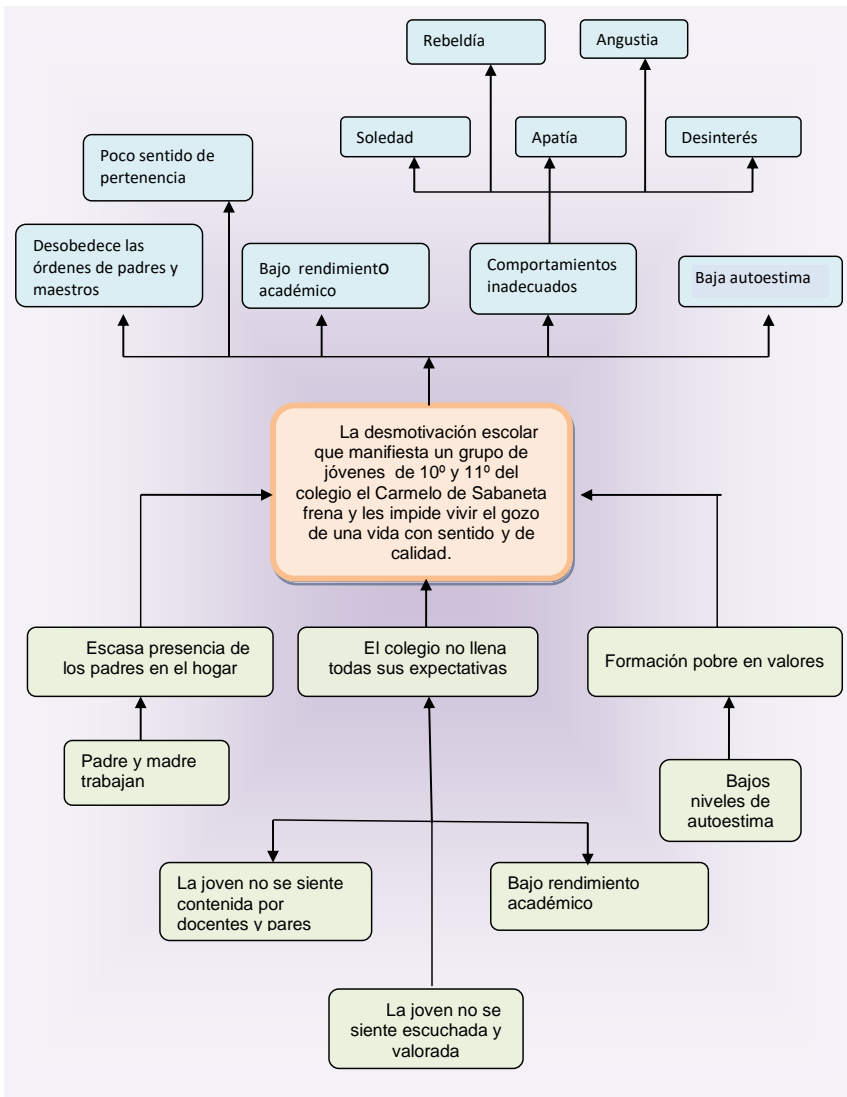 Rebeldía
Angustia
Soledad
Apatía
Desinterés
Poco sentido de
pertenencia
Desobedece las
órdenes de padres y
maestros
Bajo rendimientO
académico
Comportamientos
inadecuados
Baja autoestima
La desmotivación escolar
que manifiesta un grupo de
jóvenes de 10º y 11º del
colegio el Carmelo de Sabaneta
frena y les impide vivir el gozo
de una vida con sentido y de
calidad.
Escasa presencia de
los padres en el hogar
El colegio no llena
todas sus expectativas
Formación pobre en valores
Padre y madre
trabajan
Bajos
niveles de
autoestima
La joven no se siente
contenida por
docentes y pares
Bajo rendimiento
académico
La joven no se
siente escuchada y
valorada